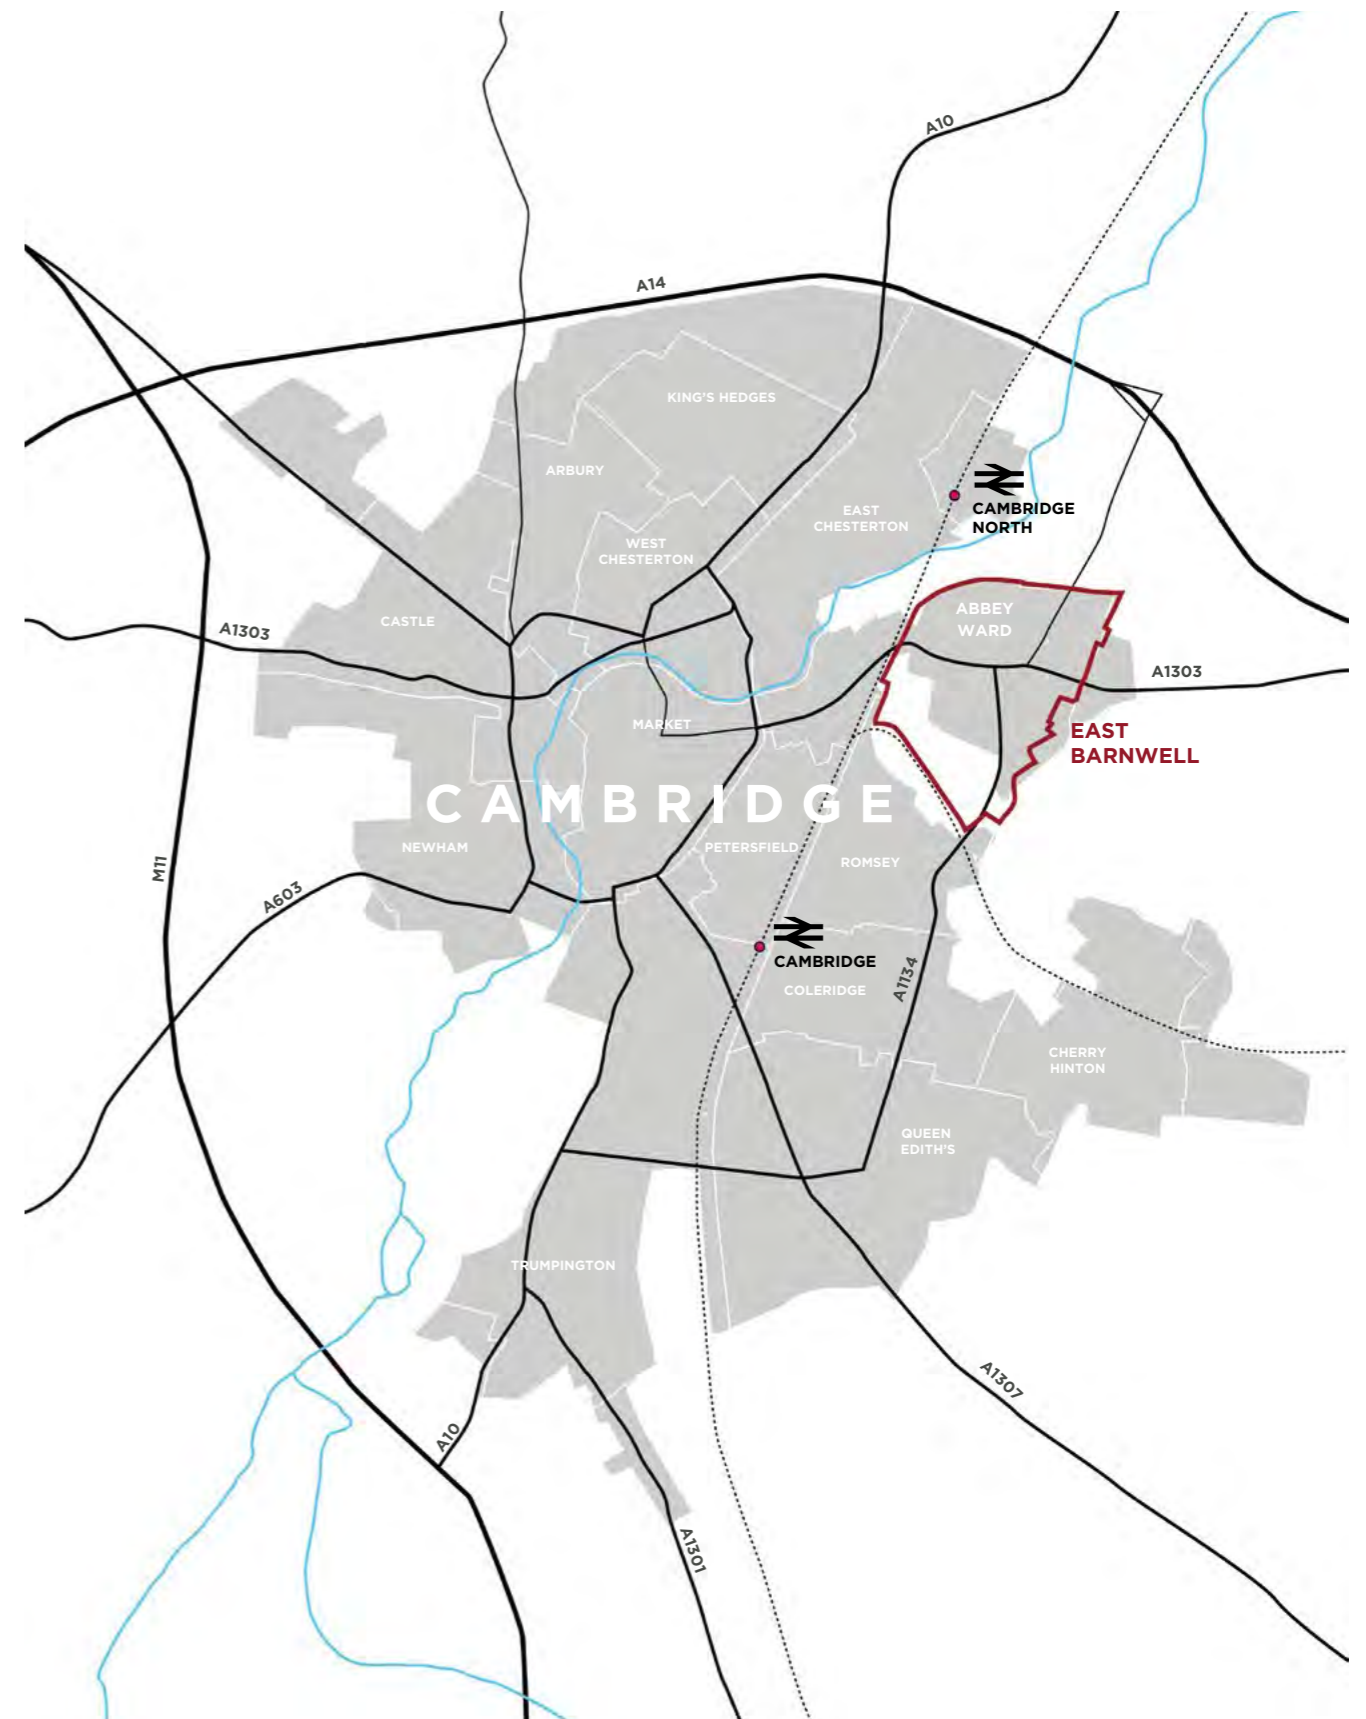 A10
A14
KING'S HEDGES
ARBURY
CAMBRIDGE
NORTH
EAST
CHESTERTON
WEST
CHESTERTON
ABBEY
WARD
CASTLE
A1303
A1303
MARKET
EAST
BARNWELL
CAMBRIDGE
NEWHAM
PETERSFIELD
ROMSEY
M11
A603
CAMBRIDGE
A1134
COLERIDGE
CHERRY
HINTON
QUEEN
EDITH'S
TRUMPINGTON
A1307
A10
A1301